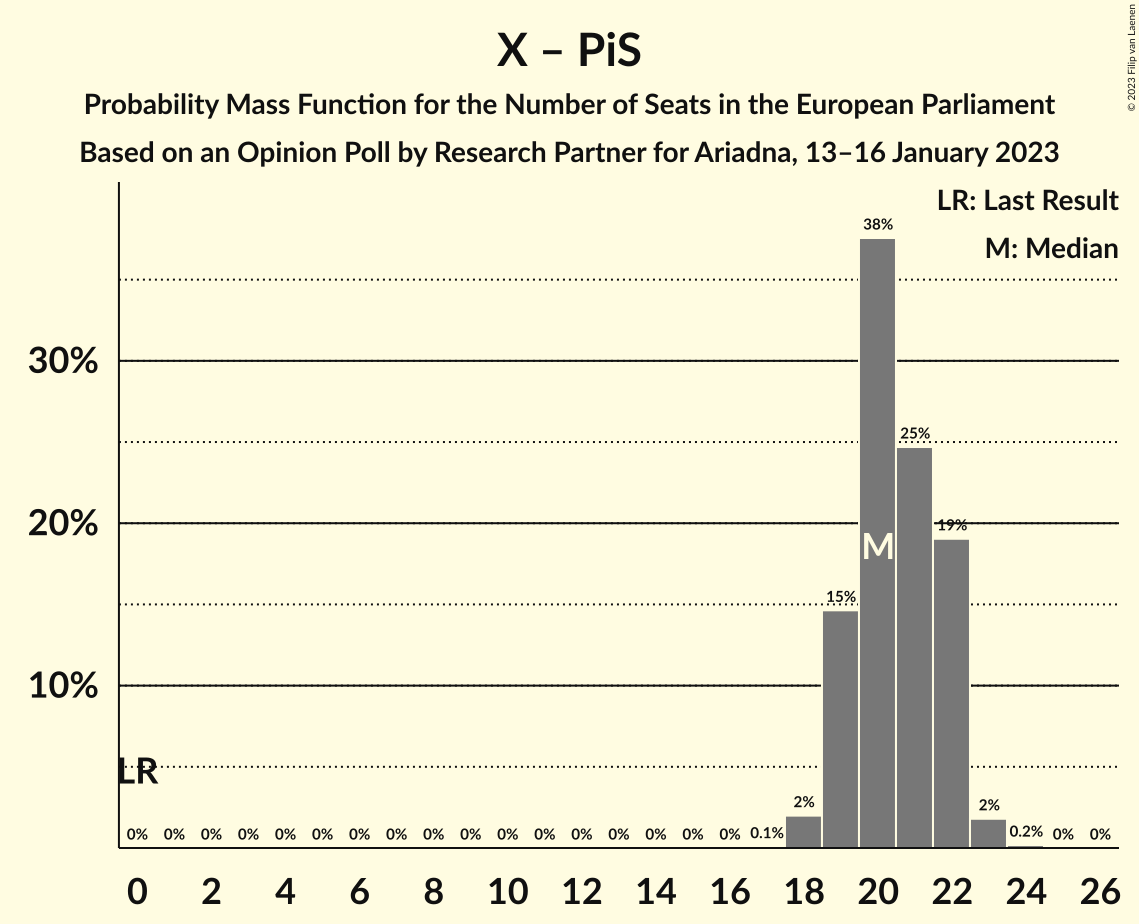 X – PiS
Probability Mass Function for the Number of Seats in the European Parliament
Based on an Opinion Poll by Research Partner for Ariadna, 13–16 January 2023
© 2023 Filip van Laenen
LR: Last Result
M: Median
38%
30%
25%
20%
19%
M
15%
10%
LR
0% 0% 0% 0% 0% 0% 0% 0% 0% 0% 0% 0% 0% 0% 0% 0% 0% 0.1% 2% 2% 0.2% 0% 0%
0 2 4 6 8 10 12 14 16 18 20 22 24 26